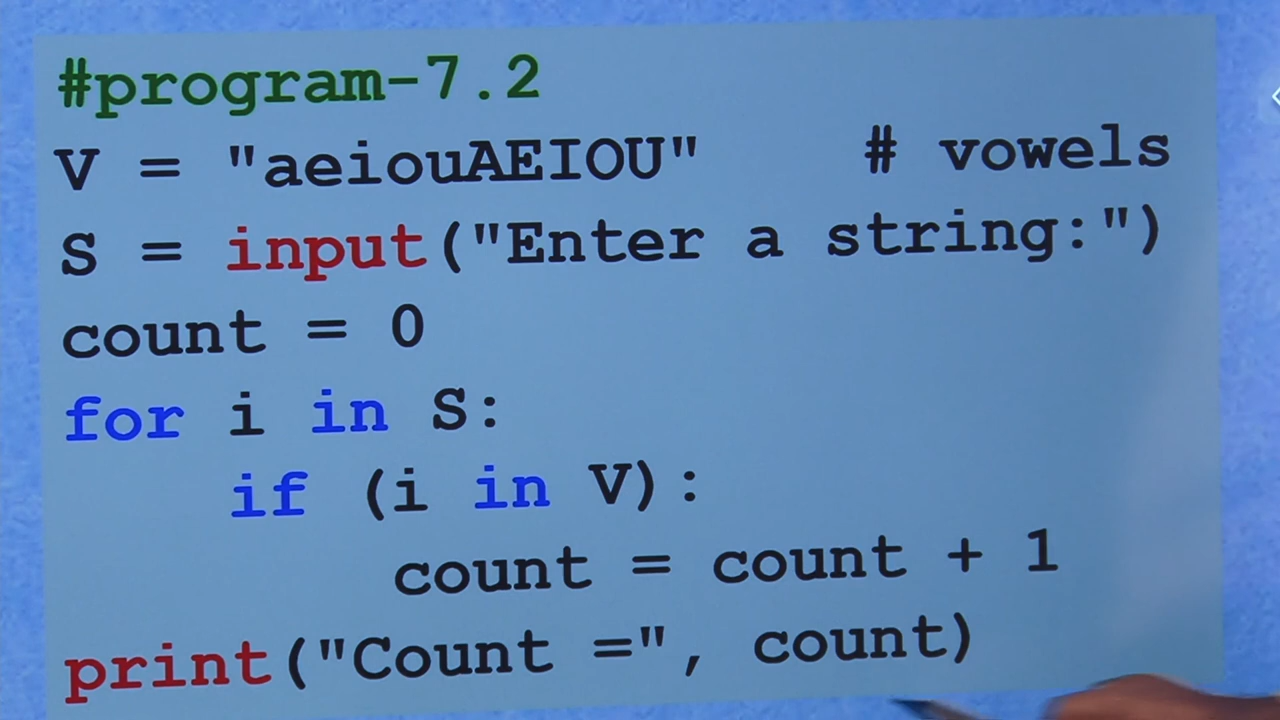 #program-7.2
V = "aeiouAEIOU"    # vowels
S = input("Enter a string:")
count = 0
for i in S:
    if (i in V):
        count = count + 1
print("Count =", count)